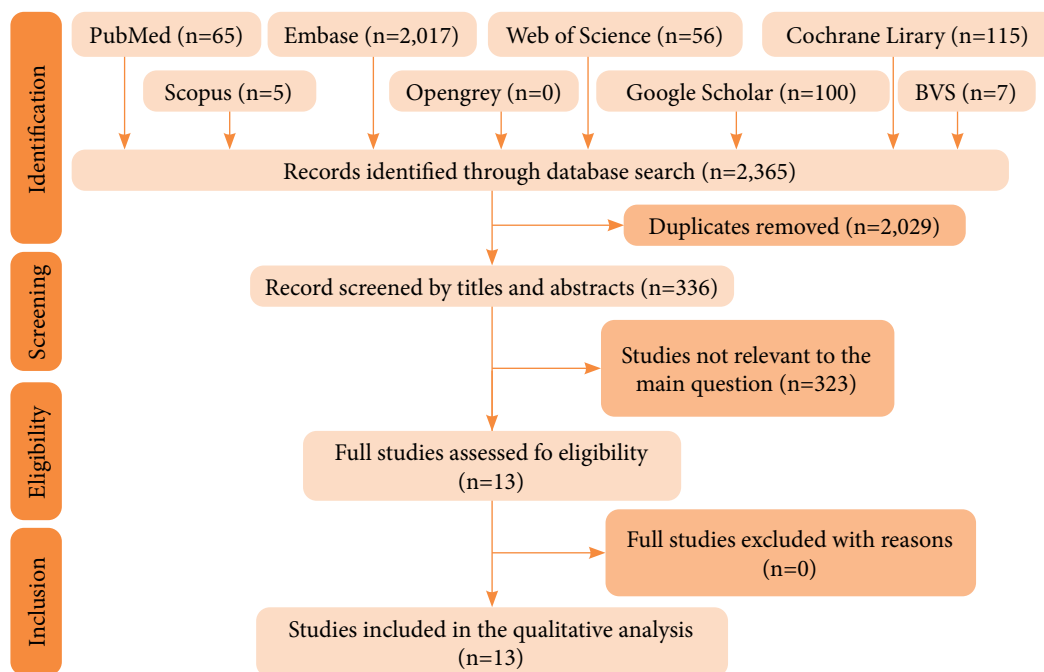 Identification
PubMed (n=65)
Embase (n=2,017)
Web of Science (n=56)
Cochrane Lirary (n=115)
Scopus (n=5)
Opengrey (n=0)
Google Scholar (n=100)
BVS (n=7)
Records identified through database search (n=2,365)
Duplicates removed (n=2,029)
Screening
Record screened by titles and abstracts (n=336)
Studies not relevant to the
main question (n=323)
Eligibility
Full studies assessed fo eligibility
(n=13)
Full studies excluded with reasons
(n=0)
Inclusion
Studies included in the qualitative analysis
(n=13)